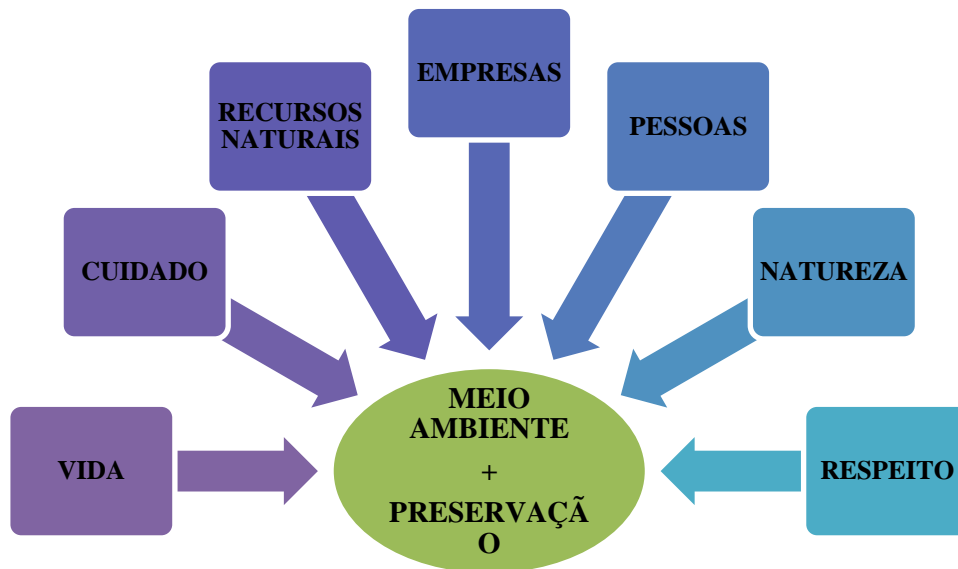 EMPRESAS
RECURSOS
NATURAIS
PESSOAS
CUIDADO
NATUREZA
VIDA
MEIO
AMBIENTE
+
PRESERVAÇÃ
O
RESPEITO